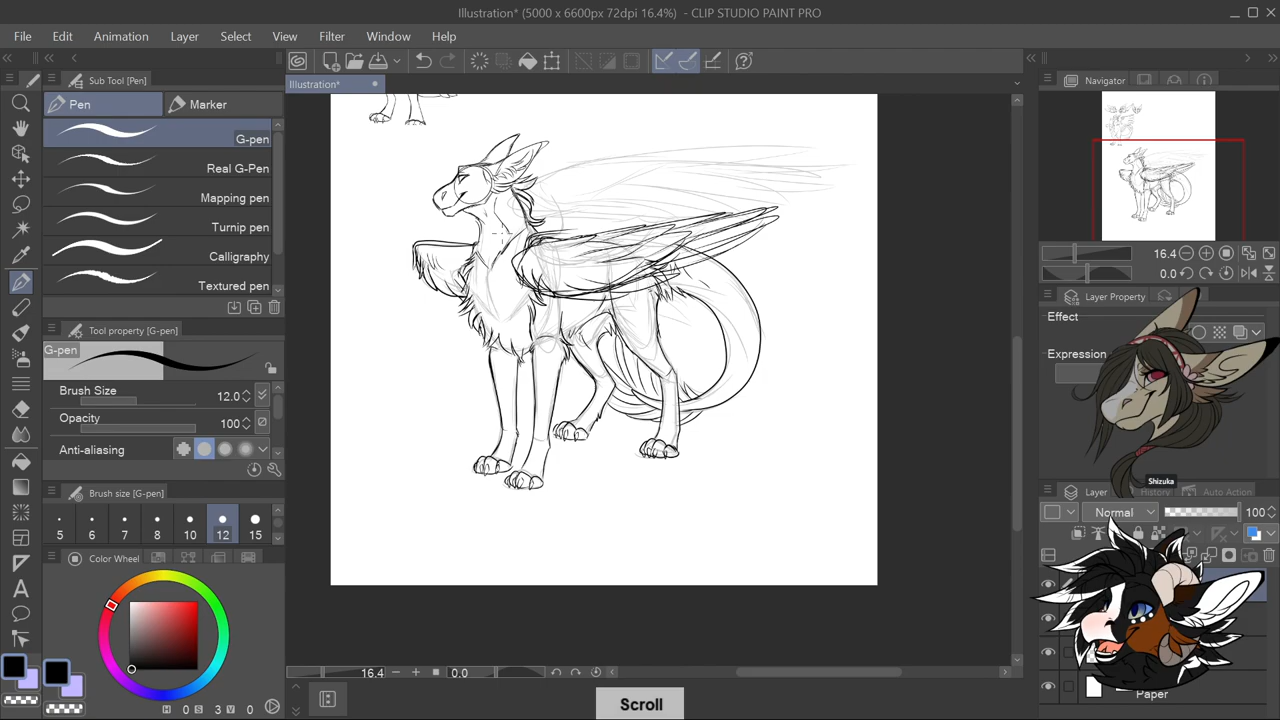 Illustration* (5000 x 6600px 72dpi 16.4%) - CLIP STUDIO PAINT PRO
File Edit Animation Layer Select View Filter Window Help
Sub Tool [Pen]
Illustration*
Navigator
Pen Marker
G-pen
Real G-Pen
Mapping pen
Turnip pen
Calligraphy
Textured pen
16.4
0.0
Layer Property
Effect
Expression
Tool property [G-pen]
G-pen
Brush Size 12.0
Opacity 100
Anti-aliasing
Shizuka
Brush size [G-pen]
Layer History Auto Action
Normal 100
5 6 7 8 10 12 15
Color Wheel
16.4 0.0
Paper
H 0 S 3 V 0
Scroll